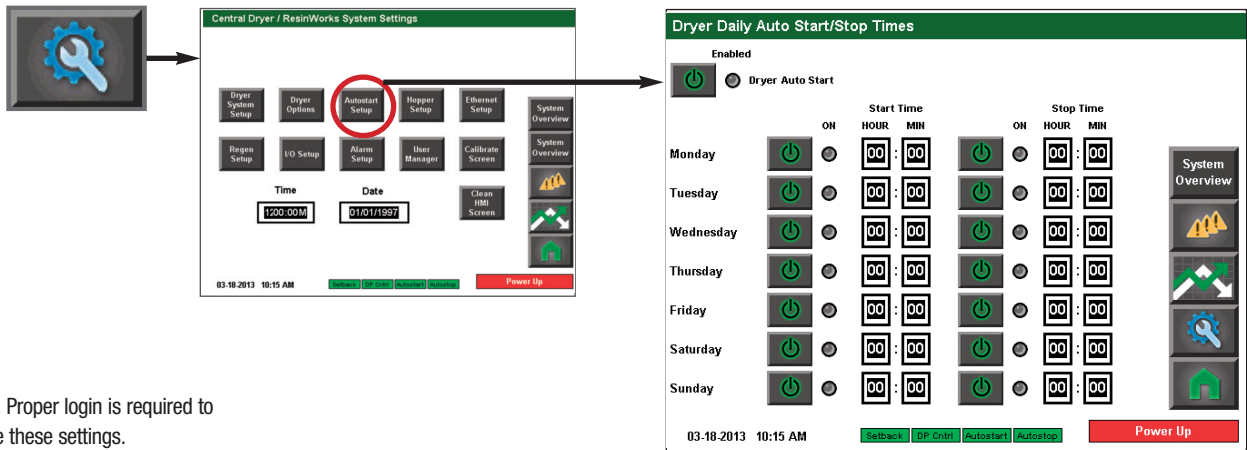 Central Dryer / ResinWorks System Settings
Dryer System Setup
Dryer Options
Autostart Setup
Hopper Setup
Ethernet Setup
System Overview
Regen Setup
I/O Setup
Alarm Setup
User Manager
Calibrate Screen
System Overview
Time
Date
1200:00M
01/01/1997
Clean HMI Screen
03-18-2013 10:15 AM
Setback DP Cntrl Autostart Autostop
Power Up
Proper login is required to
e these settings.
Dryer Daily Auto Start/Stop Times
Enabled
Dryer Auto Start
Start Time Stop Time
ON HOUR MIN ON HOUR MIN
Monday 00 : 00 00 : 00
Tuesday 00 : 00 00 : 00
Wednesday 00 : 00 00 : 00
Thursday 00 : 00 00 : 00
Friday 00 : 00 00 : 00
Saturday 00 : 00 00 : 00
Sunday 00 : 00 00 : 00
System Overview
03-18-2013 10:15 AM
Setback DP Cntrl Autostart Autostop
Power Up